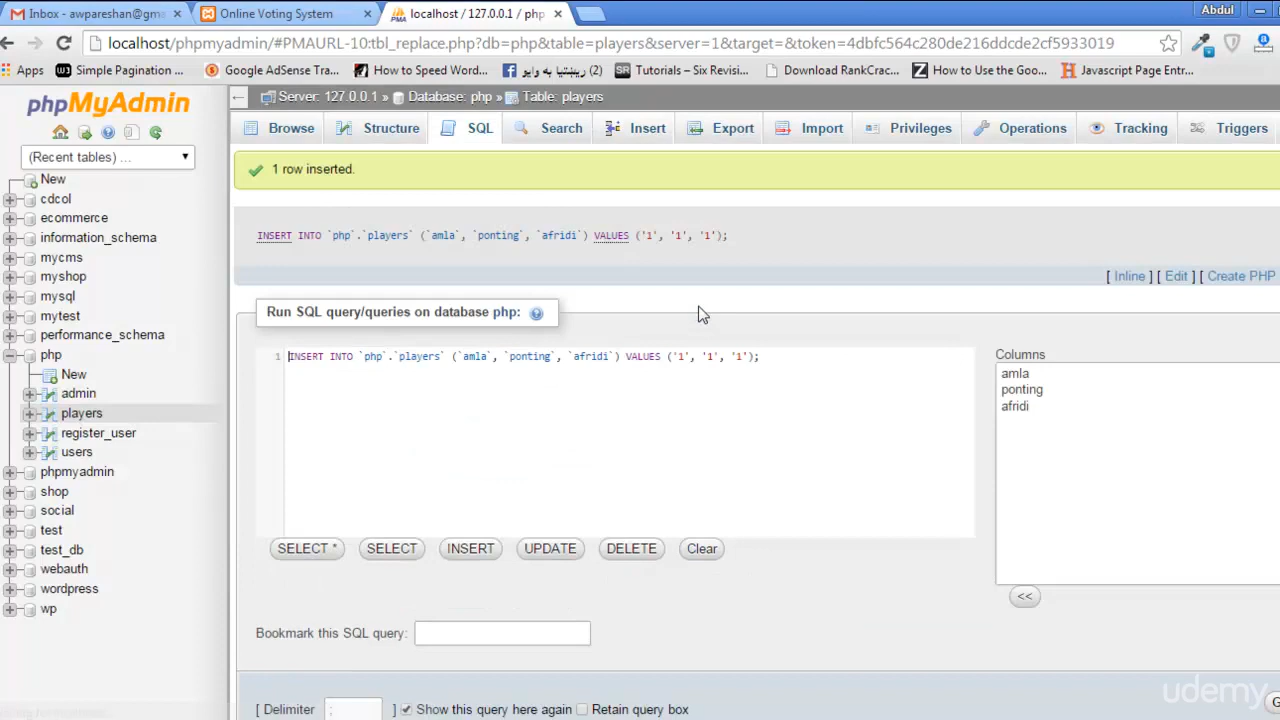 Inbox - awpareshan@gma
Online Voting System
localhost / 127.0.0.1 / php
Abdul
localhost/phpmyadmin/#PMAURL-10:tbl_replace.php?db=php&table=players&server=1&target=&token=4dbfc564c280de216ddcde2cf5933019
Apps
Simple Pagination ...
Google AdSense Tra...
How to Speed Word...
(2) ريښتيا په وايو
Tutorials – Six Revisi...
Download RankCrac...
How to Use the Goo...
Javascript Page Entr...
phpMyAdmin
Server: 127.0.0.1 » Database: php » Table: players
Browse
Structure
SQL
Search
Insert
Export
Import
Privileges
Operations
Tracking
Triggers
(Recent tables) ...
New
cdcol
ecommerce
information_schema
mycms
myshop
mysql
mytest
performance_schema
php
New
admin
players
register_user
users
phpmyadmin
shop
social
test
test_db
webauth
wordpress
wp
1 row inserted.
INSERT INTO `php`.`players` (`amla`, `ponting`, `afridi`) VALUES ('1', '1', '1');
[ Inline ] [ Edit ] [ Create PHP
Run SQL query/queries on database php:
1 INSERT INTO `php`.`players` (`amla`, `ponting`, `afridi`) VALUES ('1', '1', '1');
Columns
amla
ponting
afridi
SELECT *
SELECT
INSERT
UPDATE
DELETE
Clear
<<
Bookmark this SQL query:
[ Delimiter ; ] Show this query here again Retain query box
udemy